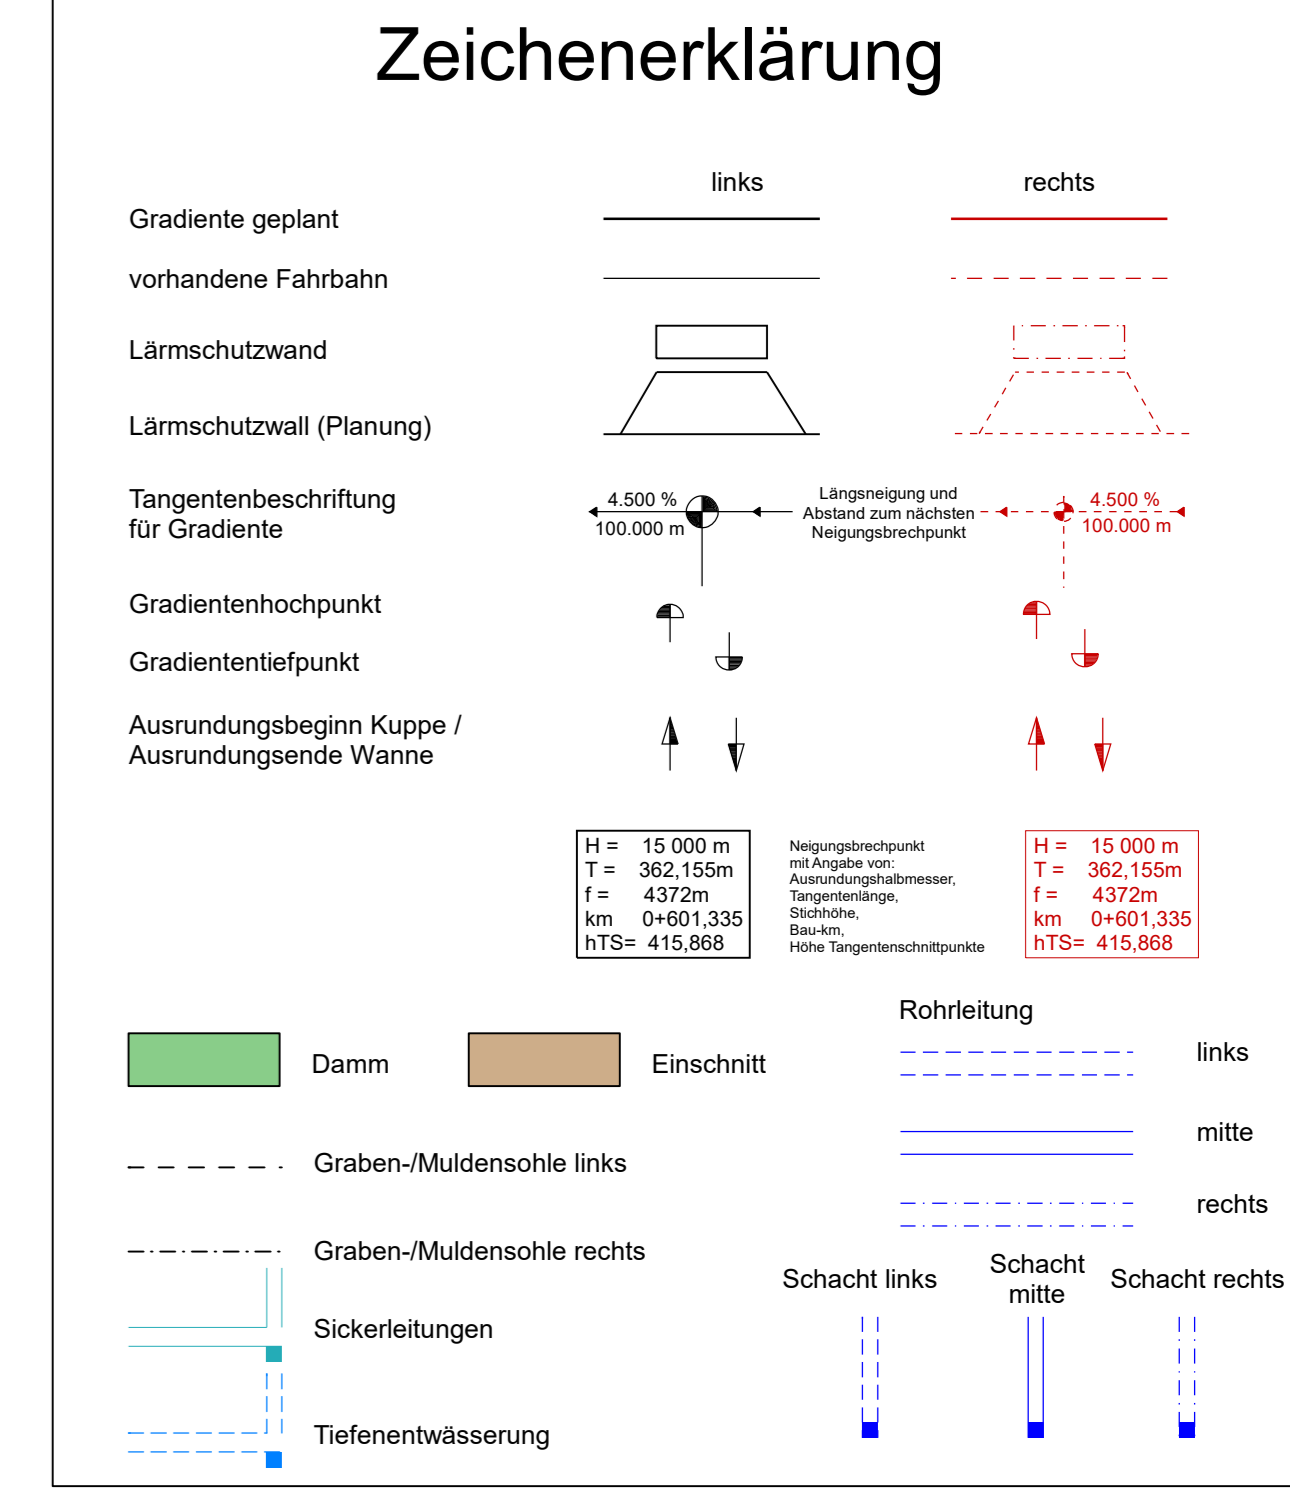 Zeichenerklärung
links
rechts
Gradiente geplant
vorhandene Fahrbahn
Lärmschutzwand
Lärmschutzwall (Planung)
Tangentenbeschriftung
für Gradiente
4.500 %
100.000 m
Längsneigung und
Abstand zum nächsten
Neigungsbrechpunkt
4.500 %
100.000 m
Gradientenhochpunkt
Gradiententiefpunkt
Ausrundungsbeginn Kuppe /
Ausrundungsende Wanne
H = 15 000 m
T = 362,155m
f = 4372m
km 0+601,335
hTS= 415,868
Neigungsbrechpunkt
mit Angabe von:
Ausrundungshalbmesser,
Tangentenlänge,
Stichhöhe,
Bau-km,
Höhe Tangentenschnittpunkte
H = 15 000 m
T = 362,155m
f = 4372m
km 0+601,335
hTS= 415,868
Damm
Einschnitt
Rohrleitung
links
mitte
rechts
Graben-/Muldensohle links
Graben-/Muldensohle rechts
Sickerleitungen
Tiefenentwässerung
Schacht links
Schacht
mitte
Schacht rechts